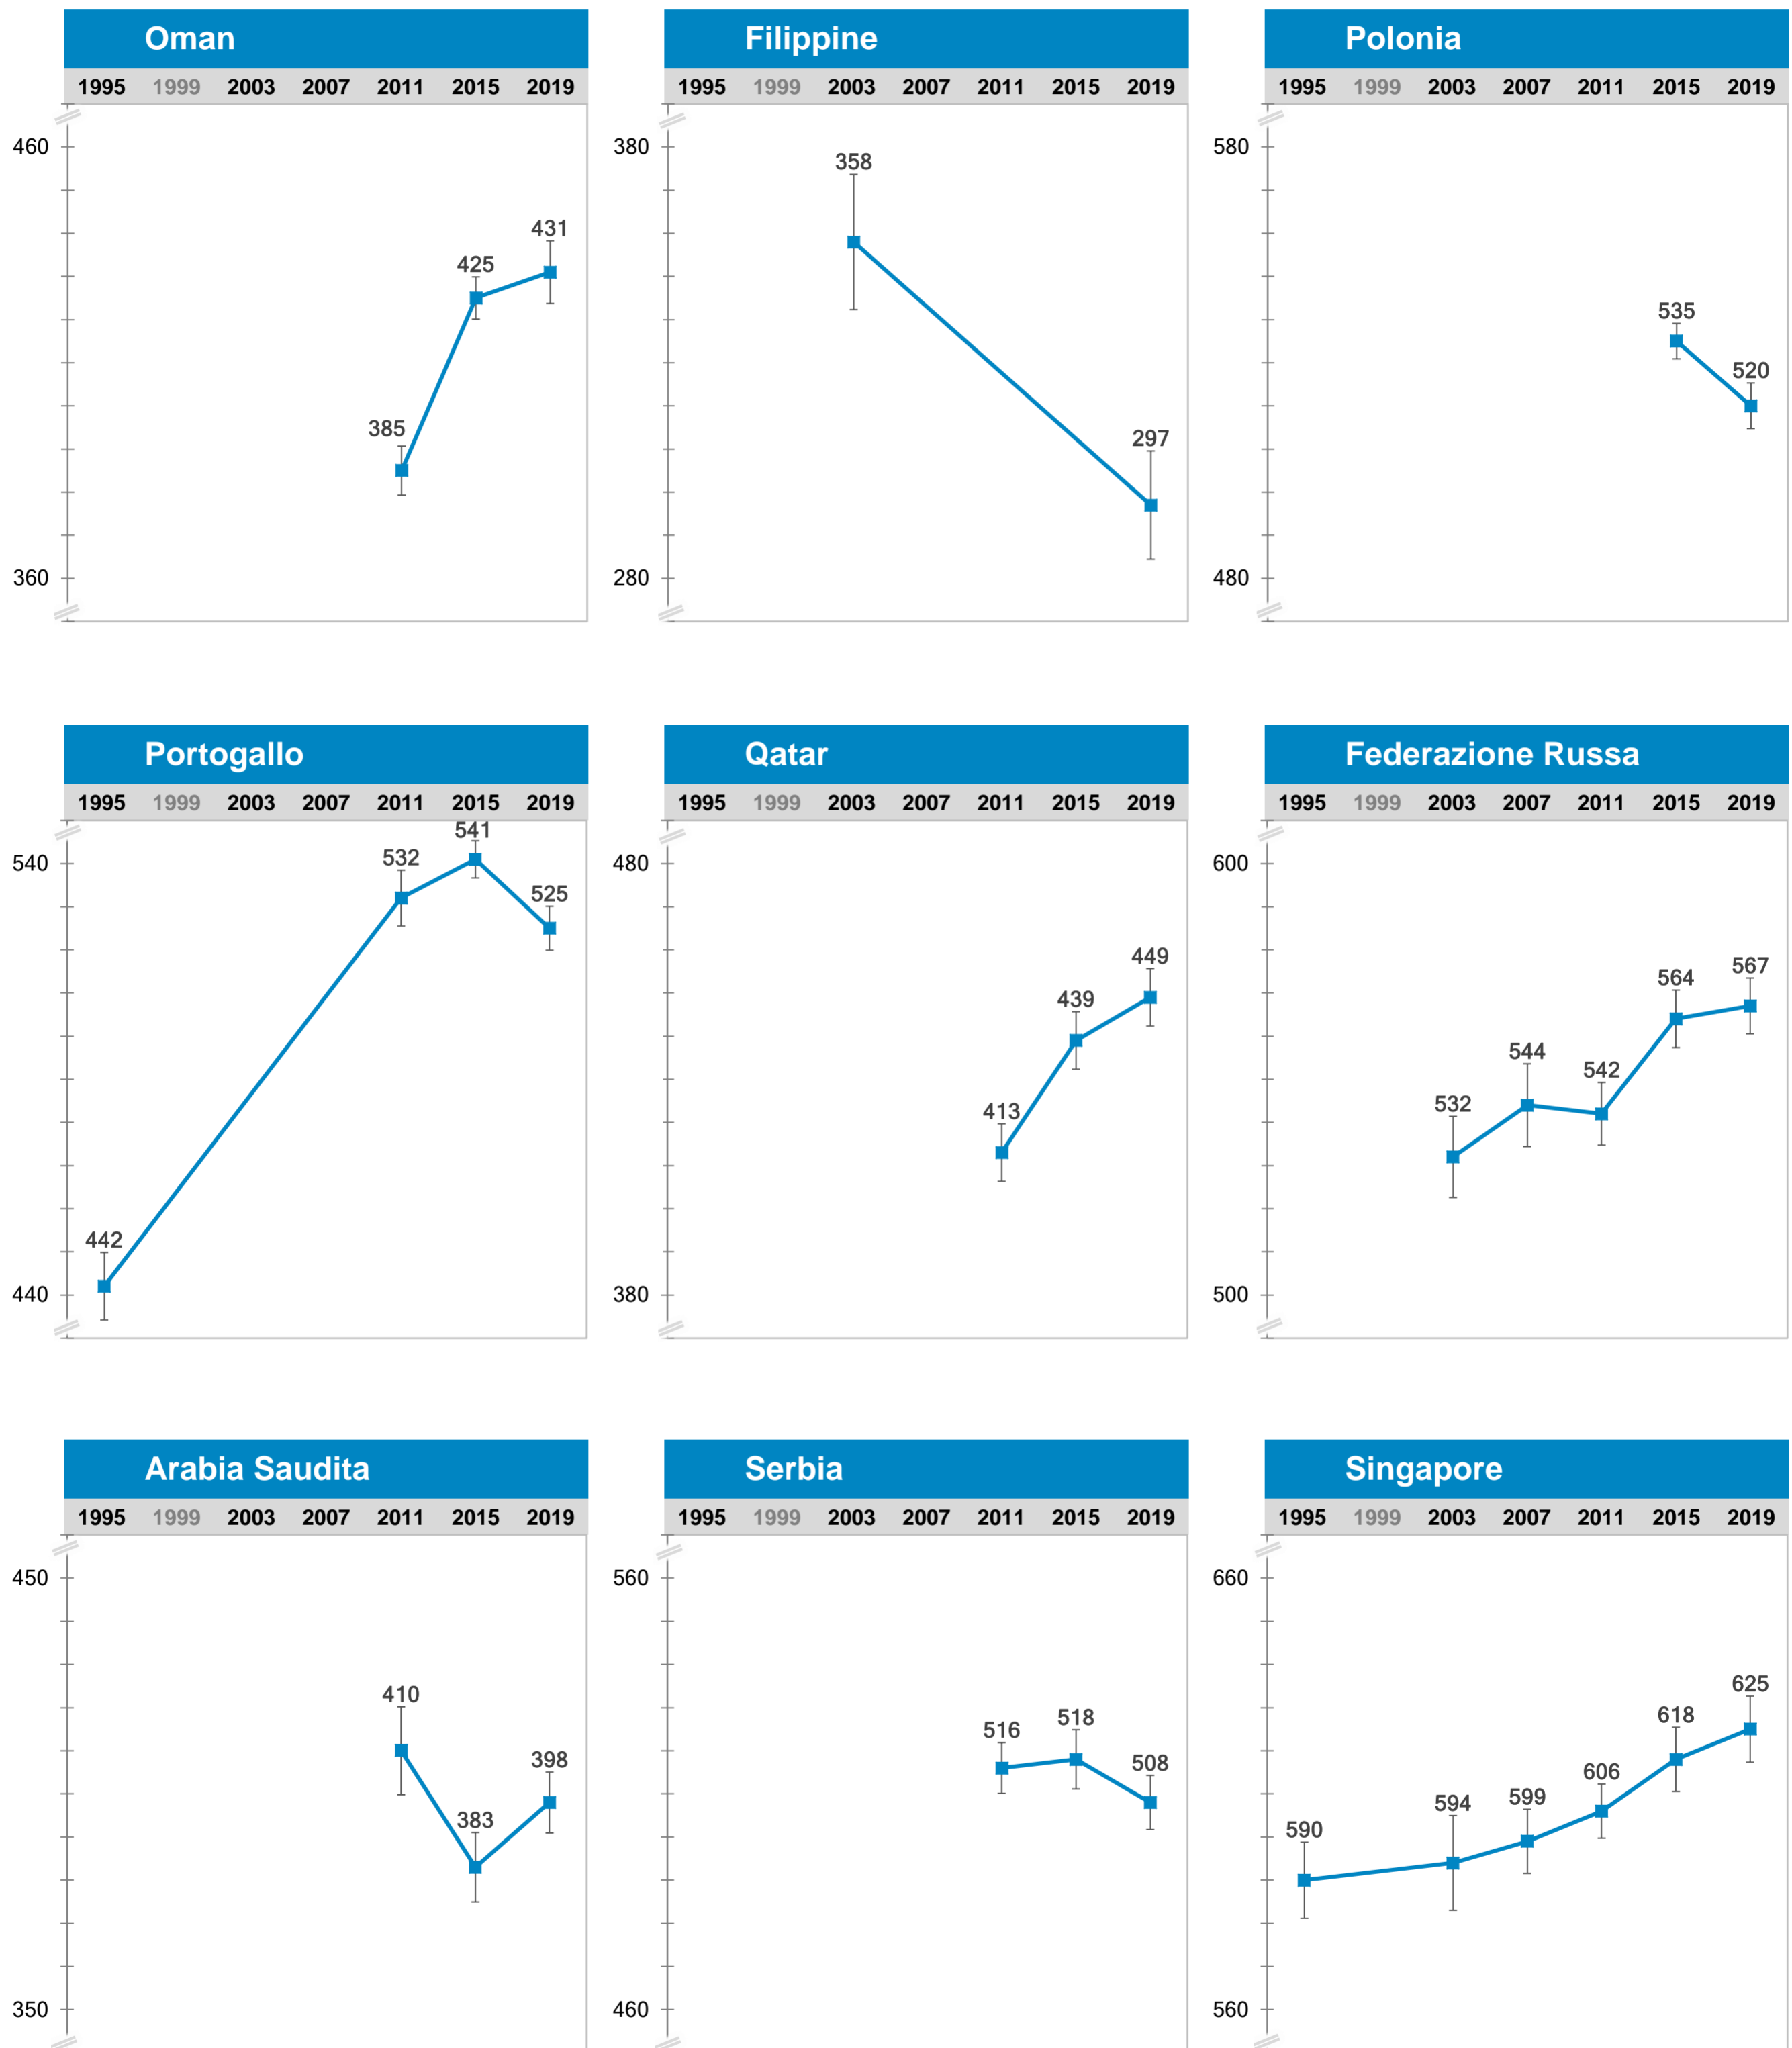 Oman Filippine Polonia
1995 1999 2003 2007 2011 2015 2019 1995 1999 2003 2007 2011 2015 2019 1995 1999 2003 2007 2011 2015 2019
460 380 580
358
431
425
535
520
385
297
360 280 480
Portogallo Qatar Federazione Russa
1995 1999 2003 2007 2011 2015 2019 1995 1999 2003 2007 2011 2015 2019 1995 1999 2003 2007 2011 2015 2019
541
532
540 480 600
525
449
567
564
439
544
542
532
413
442
440 380 500
Arabia Saudita Serbia Singapore
1995 1999 2003 2007 2011 2015 2019 1995 1999 2003 2007 2011 2015 2019 1995 1999 2003 2007 2011 2015 2019
450 560 660
410
625
618
516
518
398
508
606
383
594
599
590
350 460 560